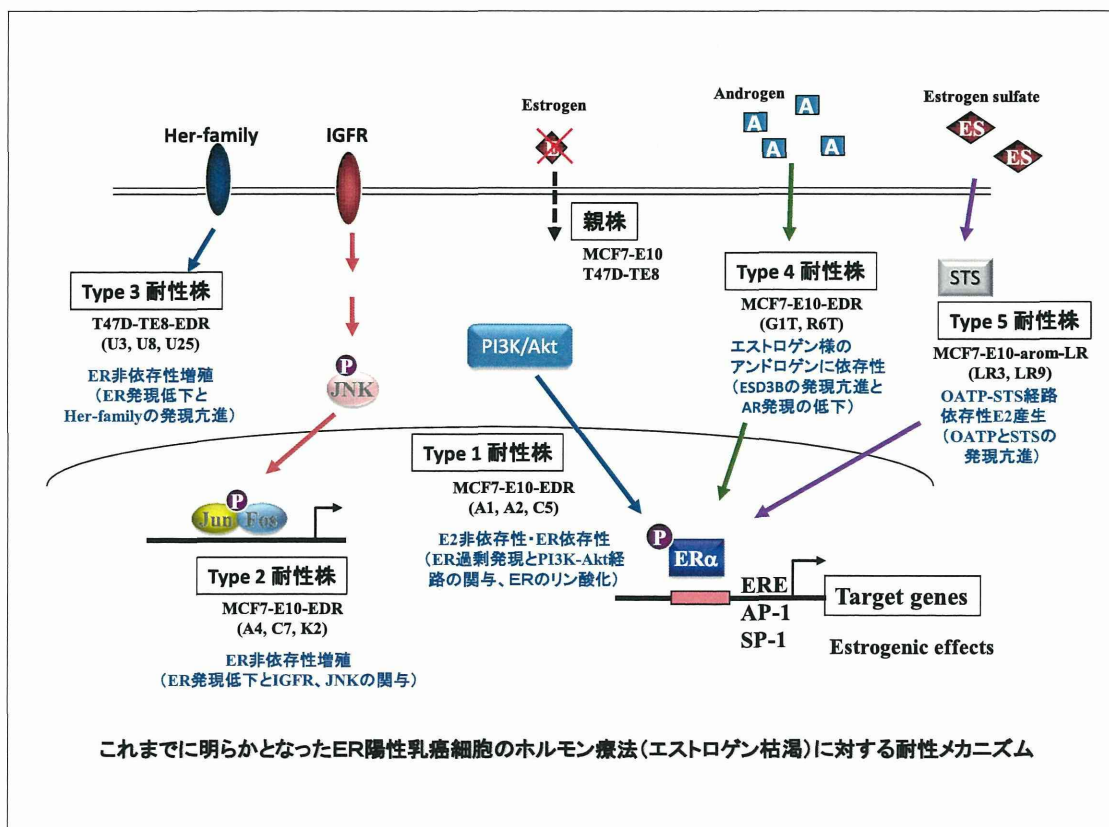 Her-family
IGFR
Estrogen
E
Androgen
A
A
A
A
Estrogen sulfate
ES
ES
親株
MCF7-E10
T47D-TE8
Type 3 耐性株
T47D-TE8-EDR
(U3, U8, U25)
ER非依存性増殖
(ER発現低下と
Her-familyの発現亢進)
P
JNK
PI3K/Akt
Type 4 耐性株
MCF7-E10-EDR
(G1T, R6T)
エストロゲン様の
アンドロゲンに依存性
(ESD3Bの発現亢進と
AR発現の低下)
STS
Type 5 耐性株
MCF7-E10-arom-LR
(LR3, LR9)
OATP-STS経路
依存性E2産生
(OATPとSTSの
発現亢進)
Type 1 耐性株
MCF7-E10-EDR
(A1, A2, C5)
E2非依存性・ER依存性
(ER過剰発現とPI3K-Akt経
路の関与、ERのリン酸化)
P
Jun
Fos
Type 2 耐性株
MCF7-E10-EDR
(A4, C7, K2)
ER非依存性増殖
(ER発現低下とIGFR、JNKの関与)
P
ERα
ERE
AP-1
SP-1
Target genes
Estrogenic effects
これまでに明らかとなったER陽性乳癌細胞のホルモン療法(エストロゲン枯渇)に対する耐性メカニズム